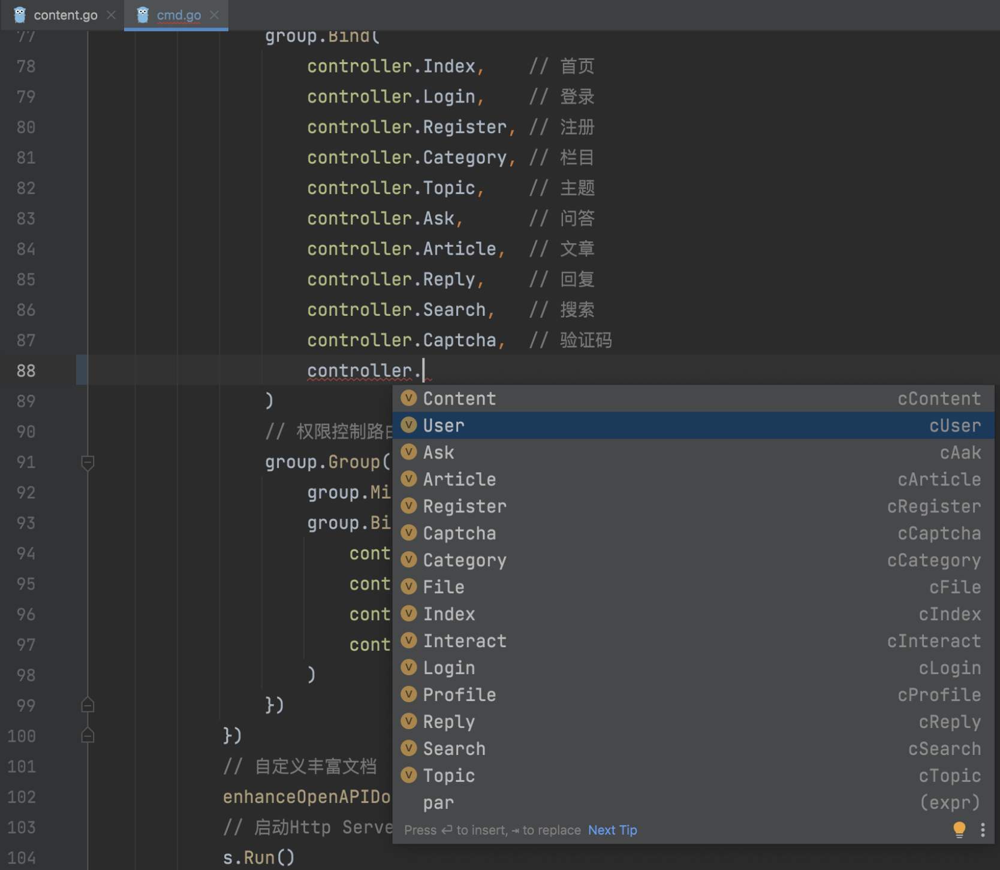 content.go
cmd.go
77 group.Bind(
78 controller.Index, // 首页
79 controller.Login, // 登录
80 controller.Register, // 注册
81 controller.Category, // 栏目
82 controller.Topic, // 主题
83 controller.Ask, // 问答
84 controller.Article, // 文章
85 controller.Reply, // 回复
86 controller.Search, // 搜索
87 controller.Captcha, // 验证码
88 controller.
89 )
90 // 权限控制路由
91 group.Group(
92 group.Mi
93 group.Bi
94 cont
95 cont
96 cont
97 cont
98 )
99 })
100 })
101 // 自定义丰富文档
102 enhanceOpenAPIDo
103 // 启动Http Serve
104 s.Run()
V Content cContent
V User cUser
V Ask cAak
V Article cArticle
V Register cRegister
V Captcha cCaptcha
V Category cCategory
V File cFile
V Index cIndex
V Interact cInteract
V Login cLogin
V Profile cProfile
V Reply cReply
V Search cSearch
V Topic cTopic
par (expr)
Press ↩ to insert, ⇥ to replace Next Tip